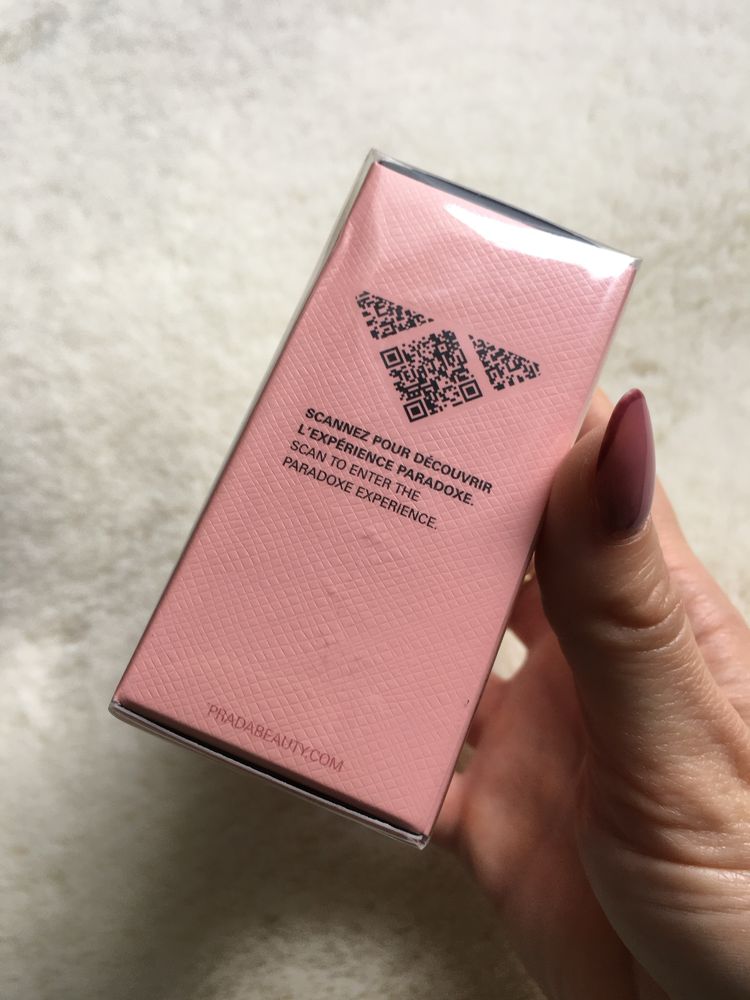 SCANNEZ POUR DÉCOUVRIR
L'EXPÉRIENCE PARADOXE.
SCAN TO ENTER THE
PARADOXE EXPERIENCE.
PRADABEAUTY.COM